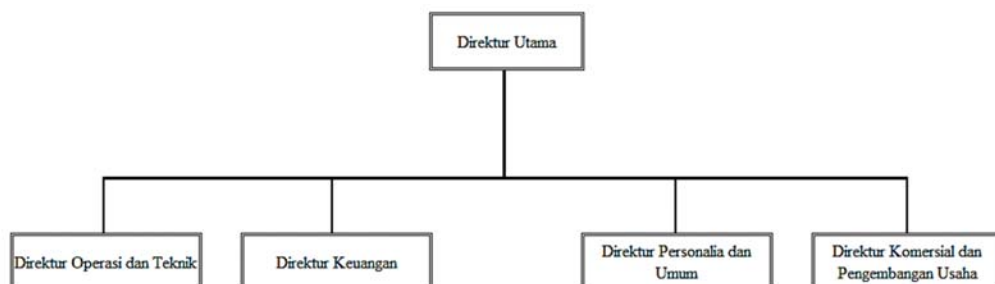 Direktur Utama
Direktur Operasi dan Teknik
Direktur Keuangan
Direktur Personalia dan
Umum
Direktur Komersial dan
Pengembangan Usaha